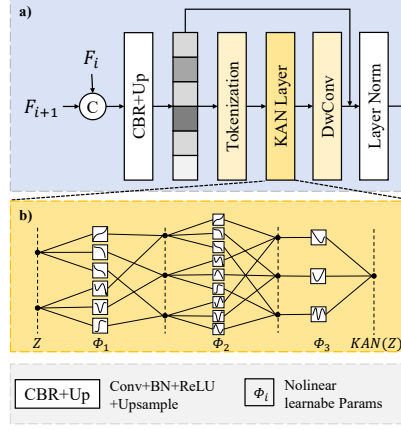 a)
F_i
F_{i+1}
C
CBR+Up
Tokenization
KAN Layer
DwConv
Layer Norm
b)
Z
Φ_1
Φ_2
Φ_3
KAN(Z)
CBR+Up
Conv+BN+ReLU
+Upsample
Φ_i
Nolinear
learnabe Params